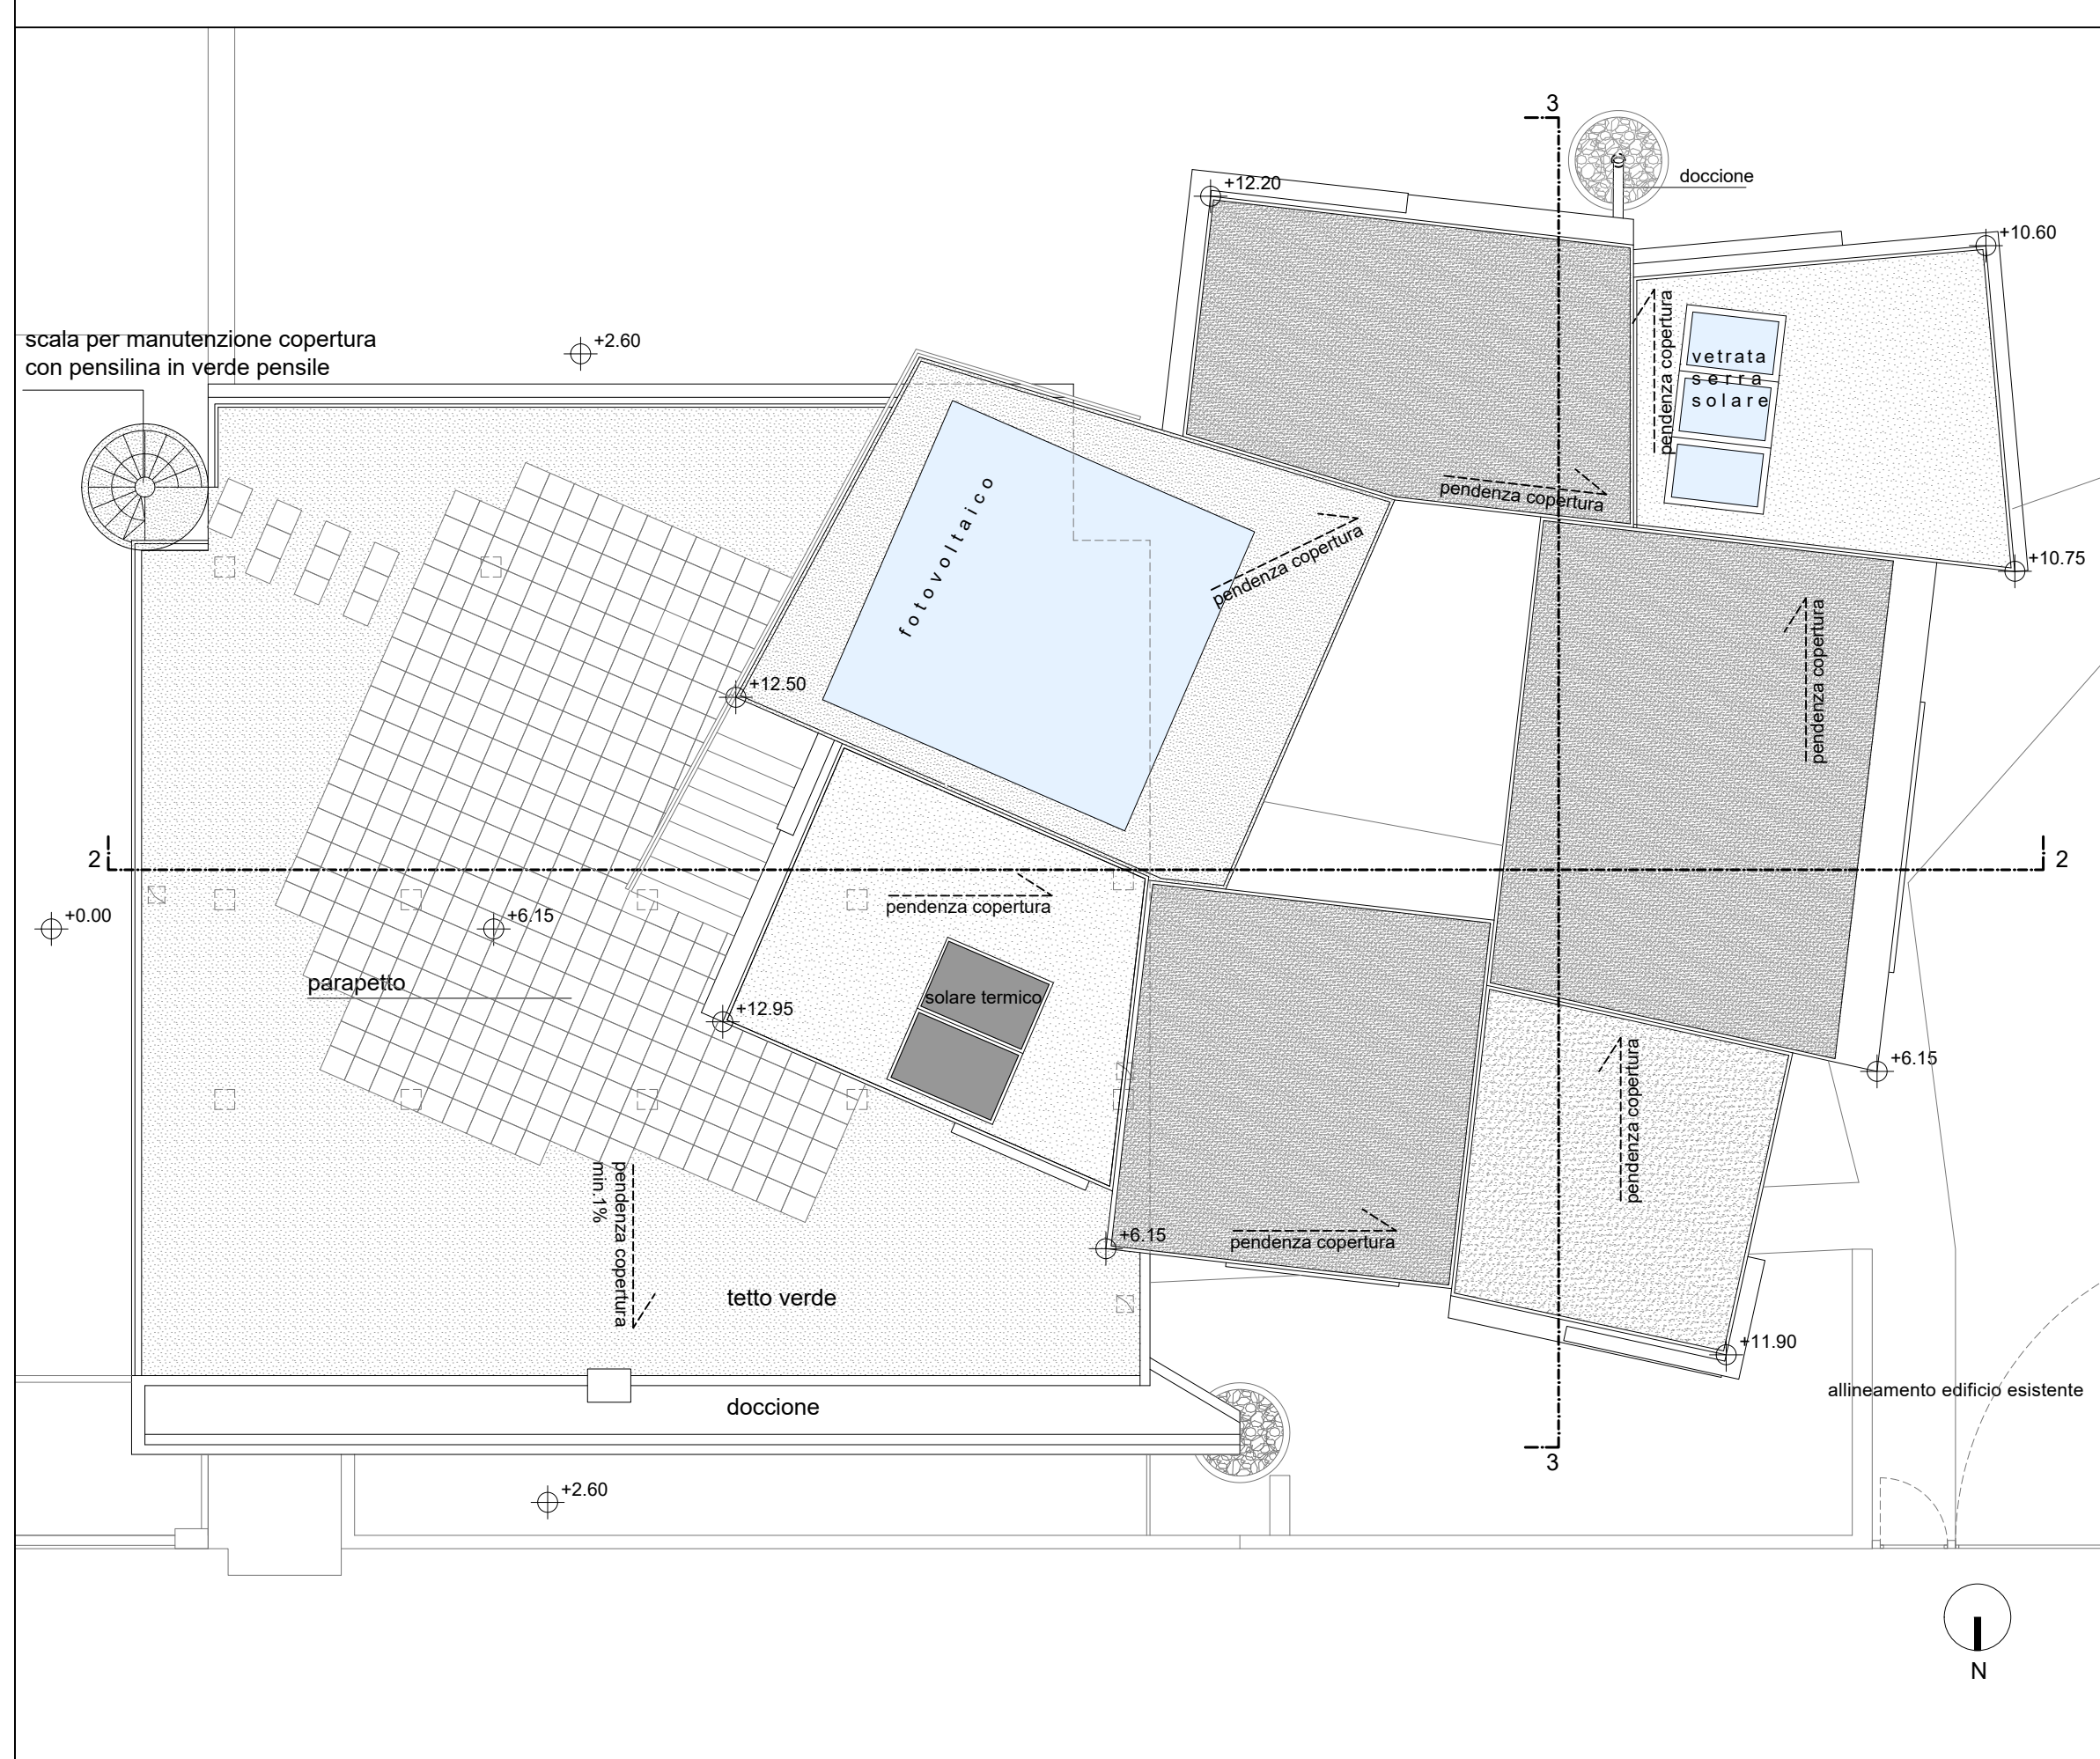 3
doccione
+12.20
+10.60
scala per manutenzione copertura
con pensilina in verde pensile
+2.60
pendenza copertura
vetrata
serra
solare
fotovoltaico
pendenza copertura
pendenza copertura
+10.75
pendenza copertura
+12.50
2
2
+0.00
+6.15
pendenza copertura
parapetto
solare termico
+12.95
+6.15
pendenza copertura
pendenza copertura
min.1%
+6.15
pendenza copertura
tetto verde
+11.90
allineamento edificio esistente
doccione
3
+2.60
N